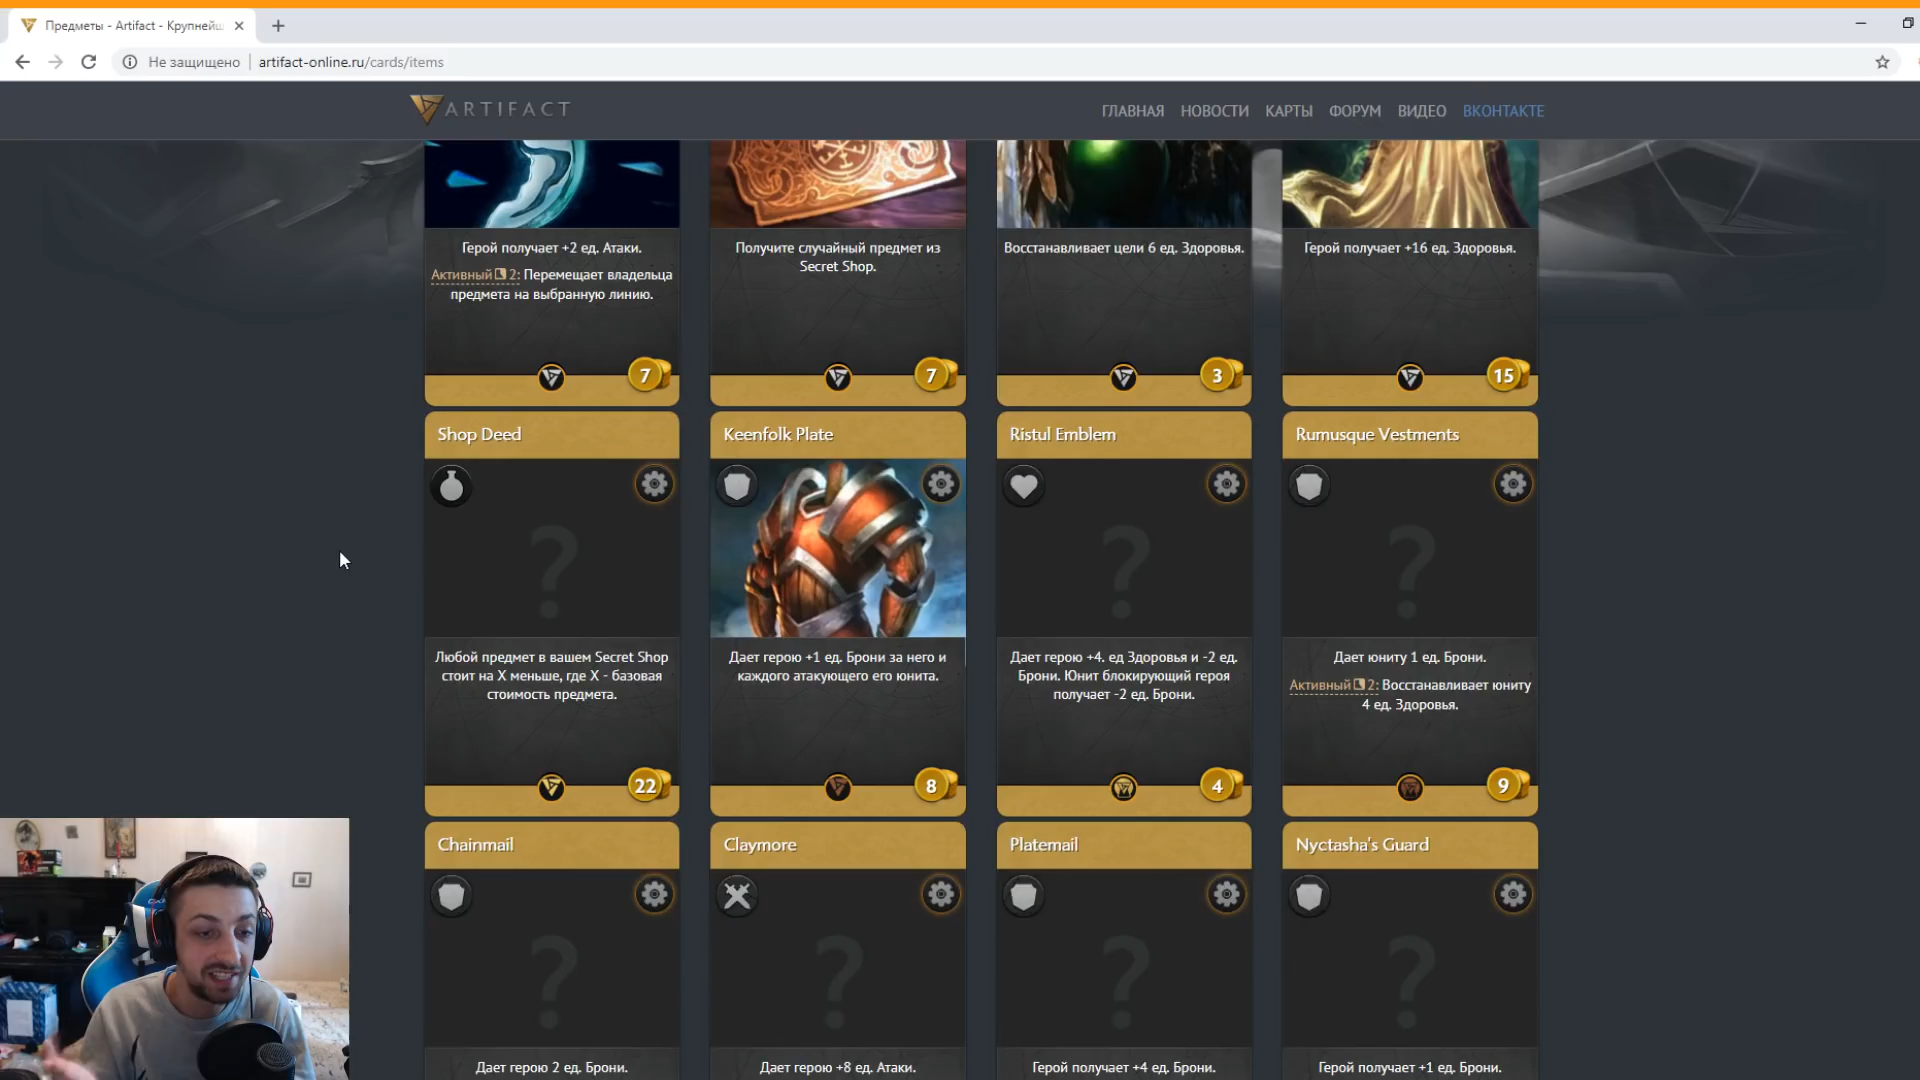 Предметы - Artifact - Крупнейш
Не защищено
artifact-online.ru/cards/items
ARTIFACT
ГЛАВНАЯ НОВОСТИ КАРТЫ ФОРУМ ВИДЕО ВКОНТАКТЕ
Герой получает +2 ед. Атаки.
Активный 2: Перемещает владельца
предмета на выбранную линию.
7
Получите случайный предмет из
Secret Shop.
7
Восстанавливает цели 6 ед. Здоровья.
3
Герой получает +16 ед. Здоровья.
15
Shop Deed
?
Любой предмет в вашем Secret Shop
стоит на X меньше, где X - базовая
стоимость предмета.
22
Keenfolk Plate
Дает герою +1 ед. Брони за него и
каждого атакующего его юнита.
8
Ristul Emblem
?
Дает герою +4. ед Здоровья и -2 ед.
Брони. Юнит блокирующий героя
получает -2 ед. Брони.
4
Rumusque Vestments
?
Дает юниту 1 ед. Брони.
Активный 2: Восстанавливает юниту
4 ед. Здоровья.
9
Chainmail
?
Дает герою 2 ед. Брони.
Claymore
?
Дает герою +8 ед. Атаки.
Platemail
?
Герой получает +4 ед. Брони.
Nyctasha's Guard
?
Герой получает +1 ед. Брони.